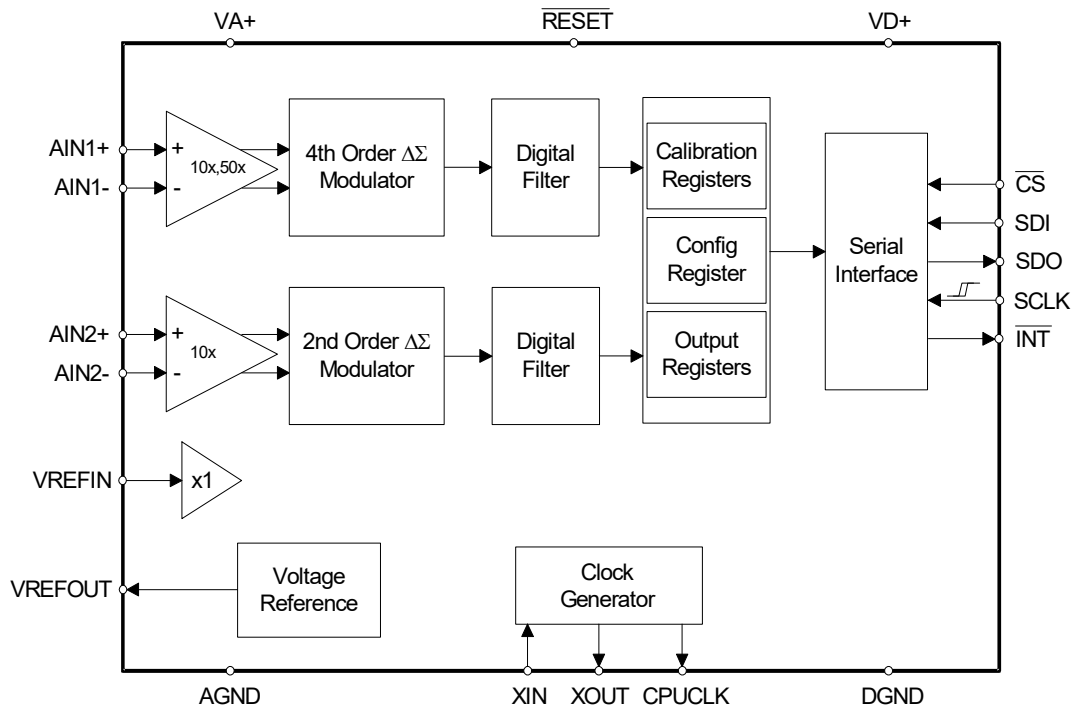 VA+
RESET
VD+
AIN1+
AIN1-
+
-
10x,50x
4th Order ΔΣ
Modulator
Digital
Filter
Calibration
Registers
Config
Register
Output
Registers
Serial
Interface
CS
SDI
SDO
SCLK
INT
AIN2+
AIN2-
+
-
10x
2nd Order ΔΣ
Modulator
Digital
Filter
VREFIN
x1
VREFOUT
Voltage
Reference
Clock
Generator
AGND
XIN
XOUT
CPUCLK
DGND